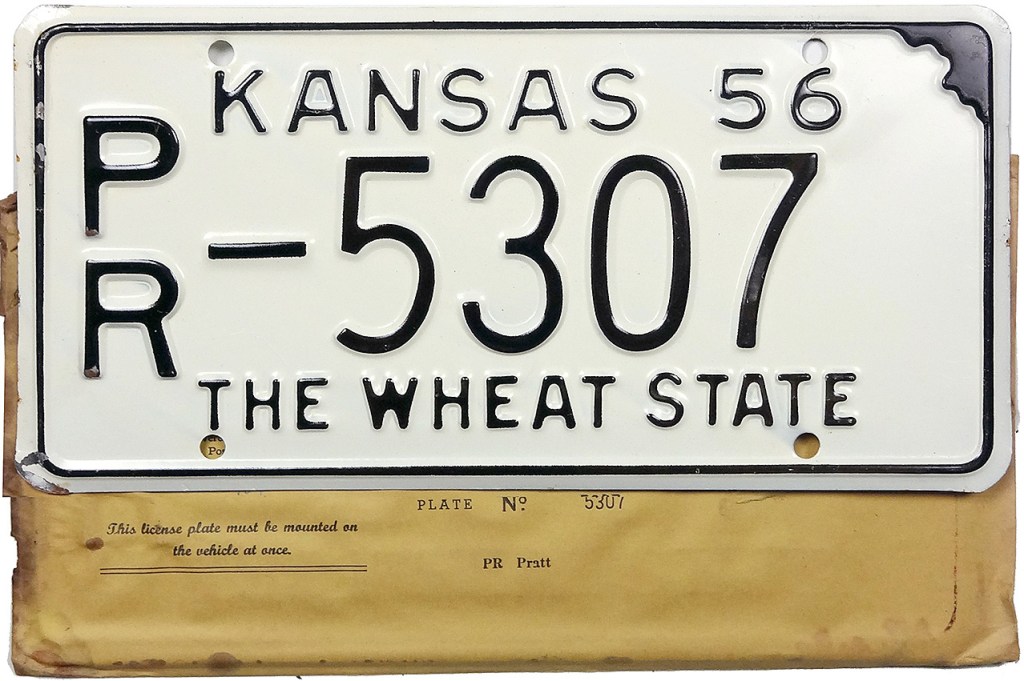 KANSAS 56
PR
-5307
THE WHEAT STATE
PLATE Nº 5307
This license plate must be mounted on
the vehicle at once.
PR Pratt